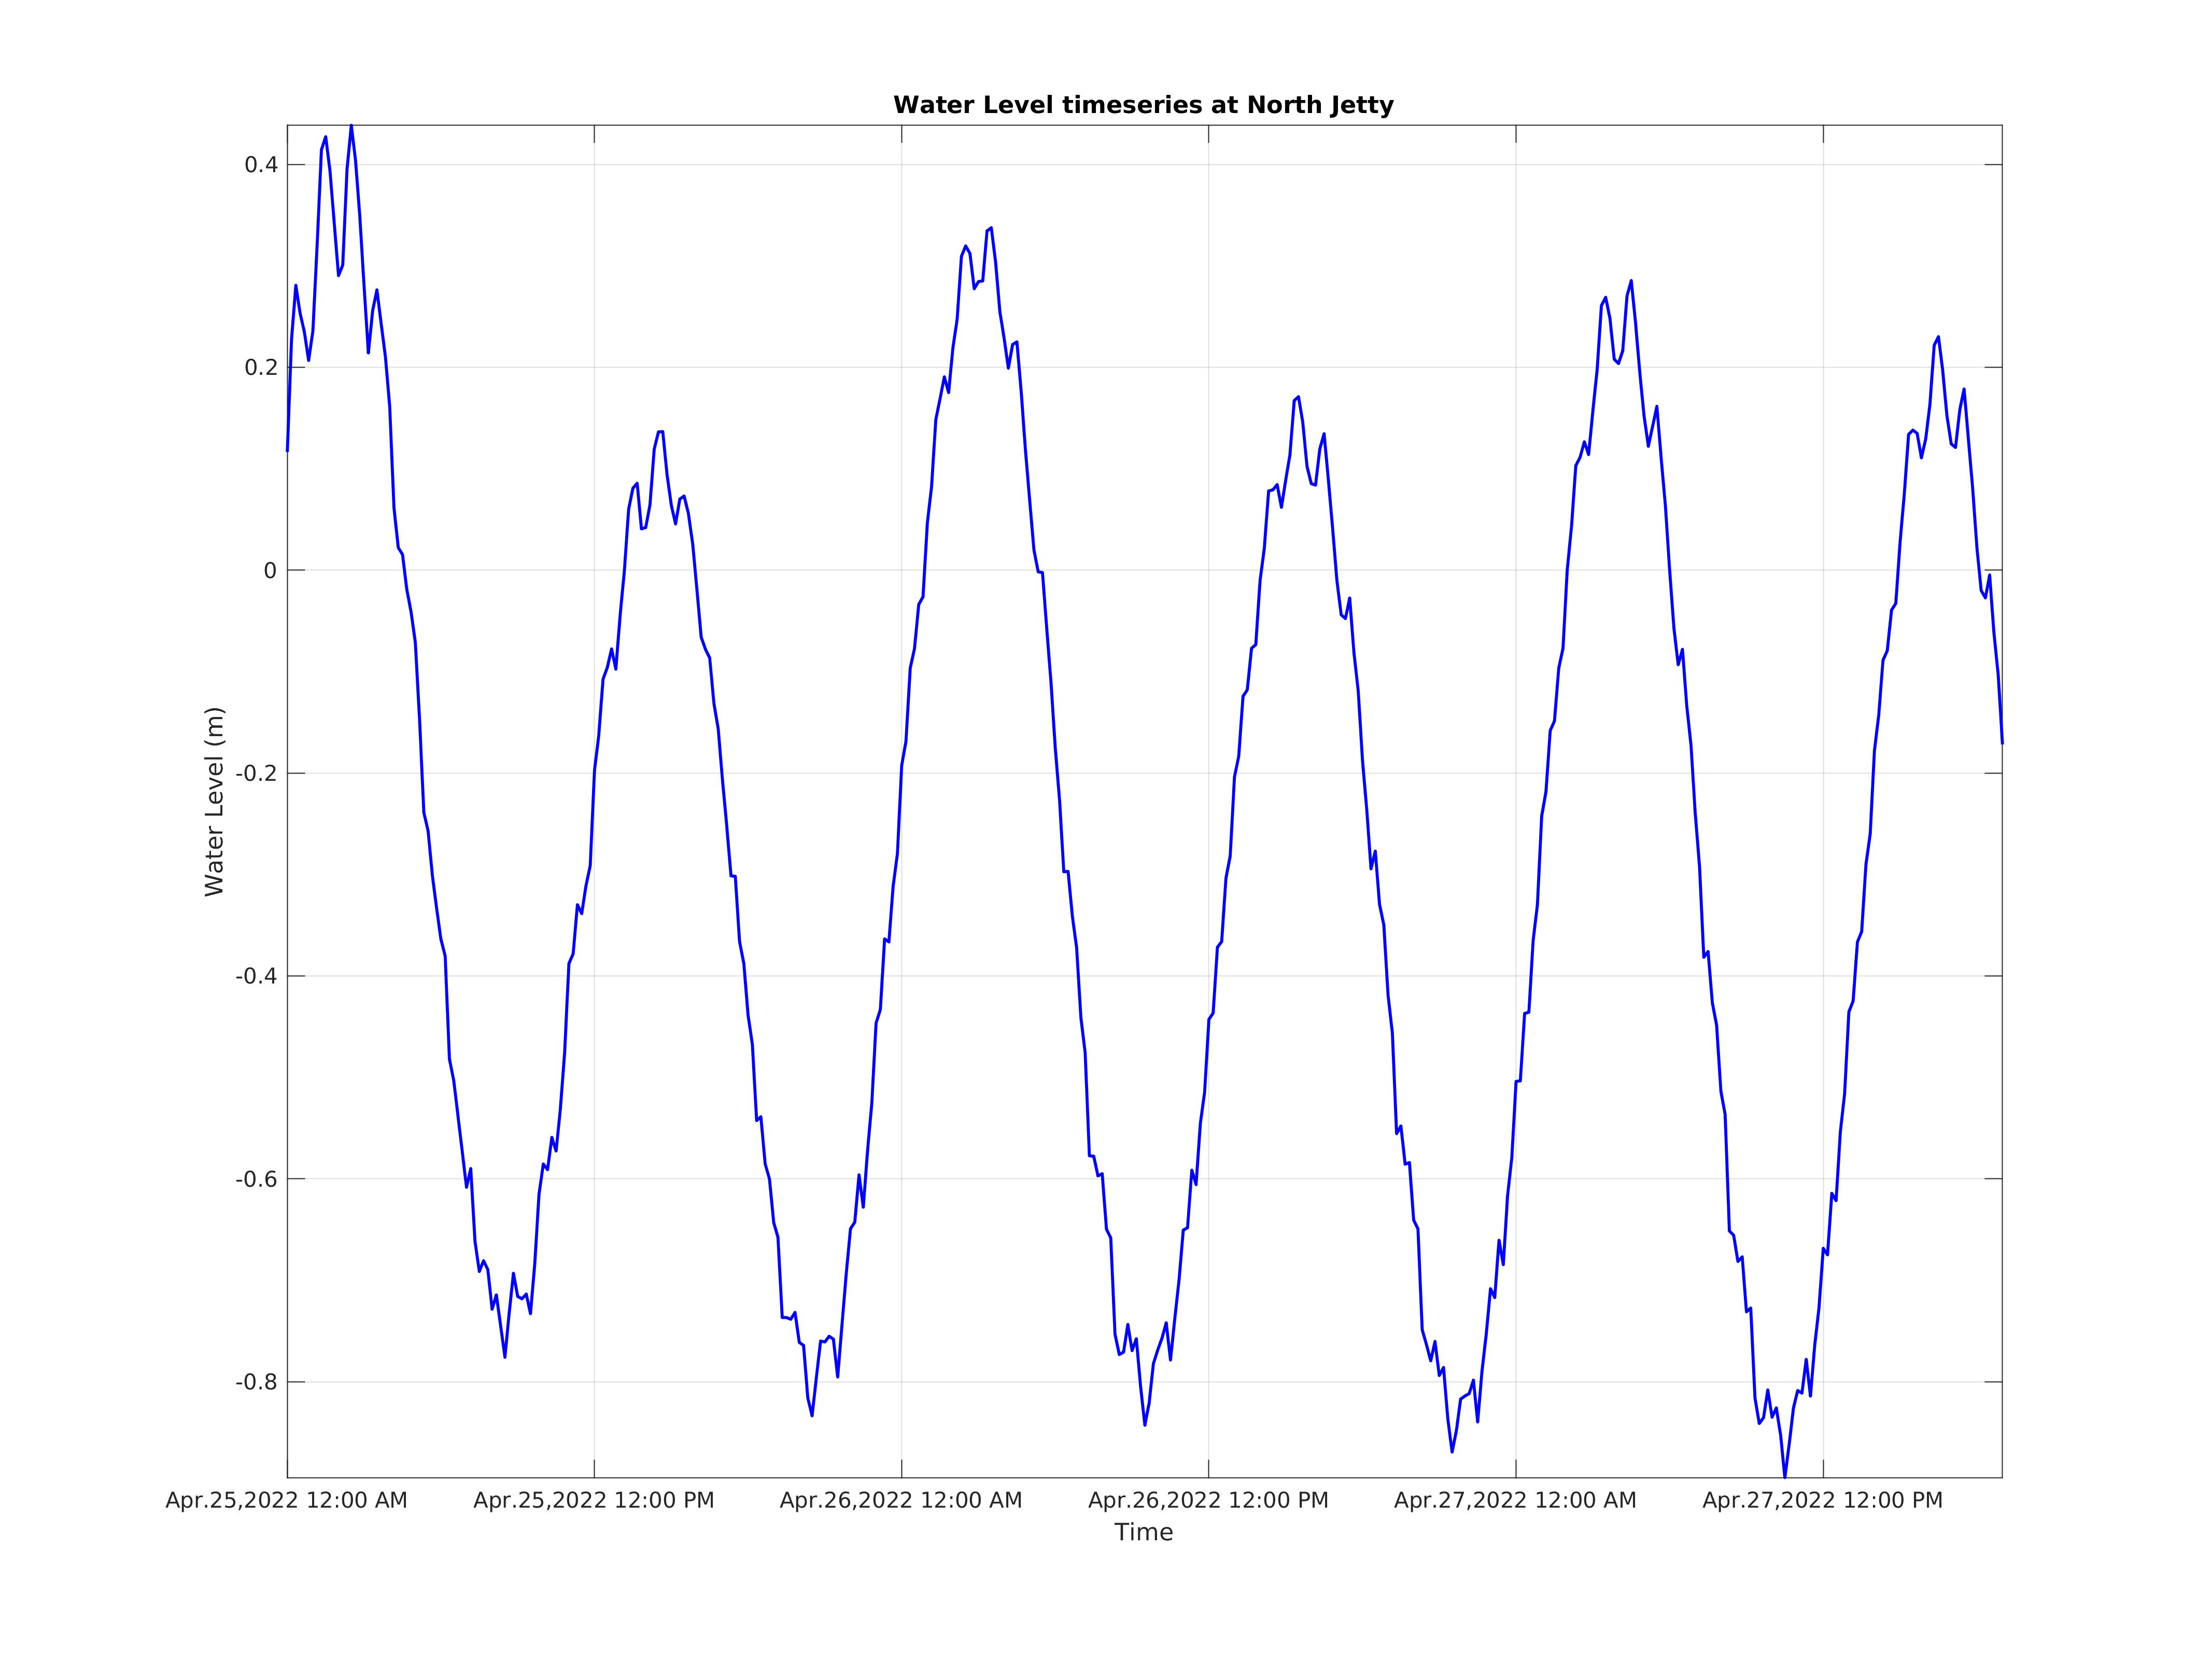 Water Level timeseries at North Jetty
0.4
0.2
0
-0.2
-0.4
-0.6
-0.8
Water Level (m)
Apr.25,2022 12:00 AM Apr.25,2022 12:00 PM Apr.26,2022 12:00 AM Apr.26,2022 12:00 PM Apr.27,2022 12:00 AM Apr.27,2022 12:00 PM
Time